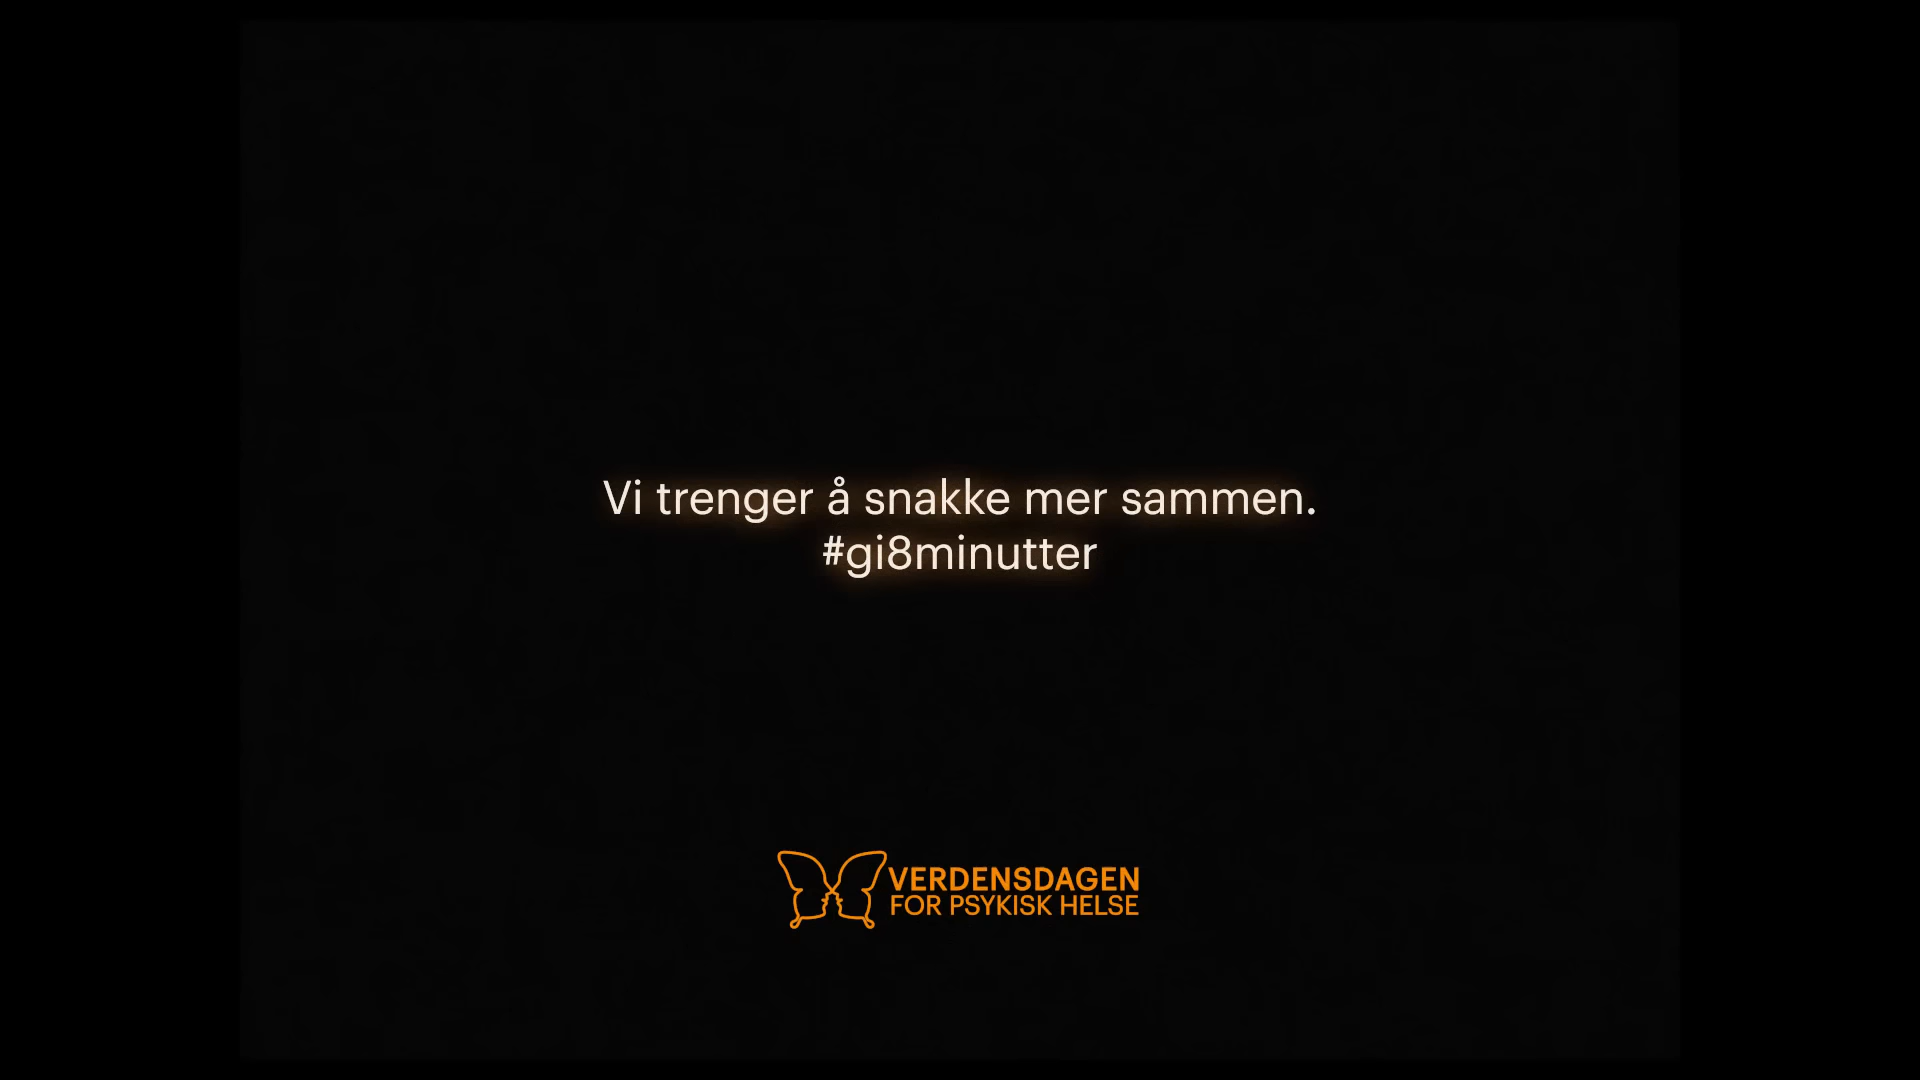 Vi trenger å snakke mer sammen.
#gi8minutter
VERDENSDAGEN
FOR PSYKISK HELSE